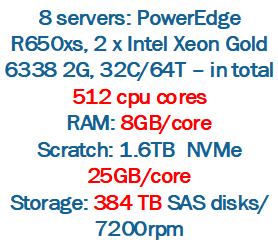 8 servers: PowerEdge
R650xs, 2 x Intel Xeon Gold
6338 2G, 32C/64T – in total
512 cpu cores
RAM: 8GB/core
Scratch: 1.6TB NVMe
25GB/core
Storage: 384 TB SAS disks/
7200rpm